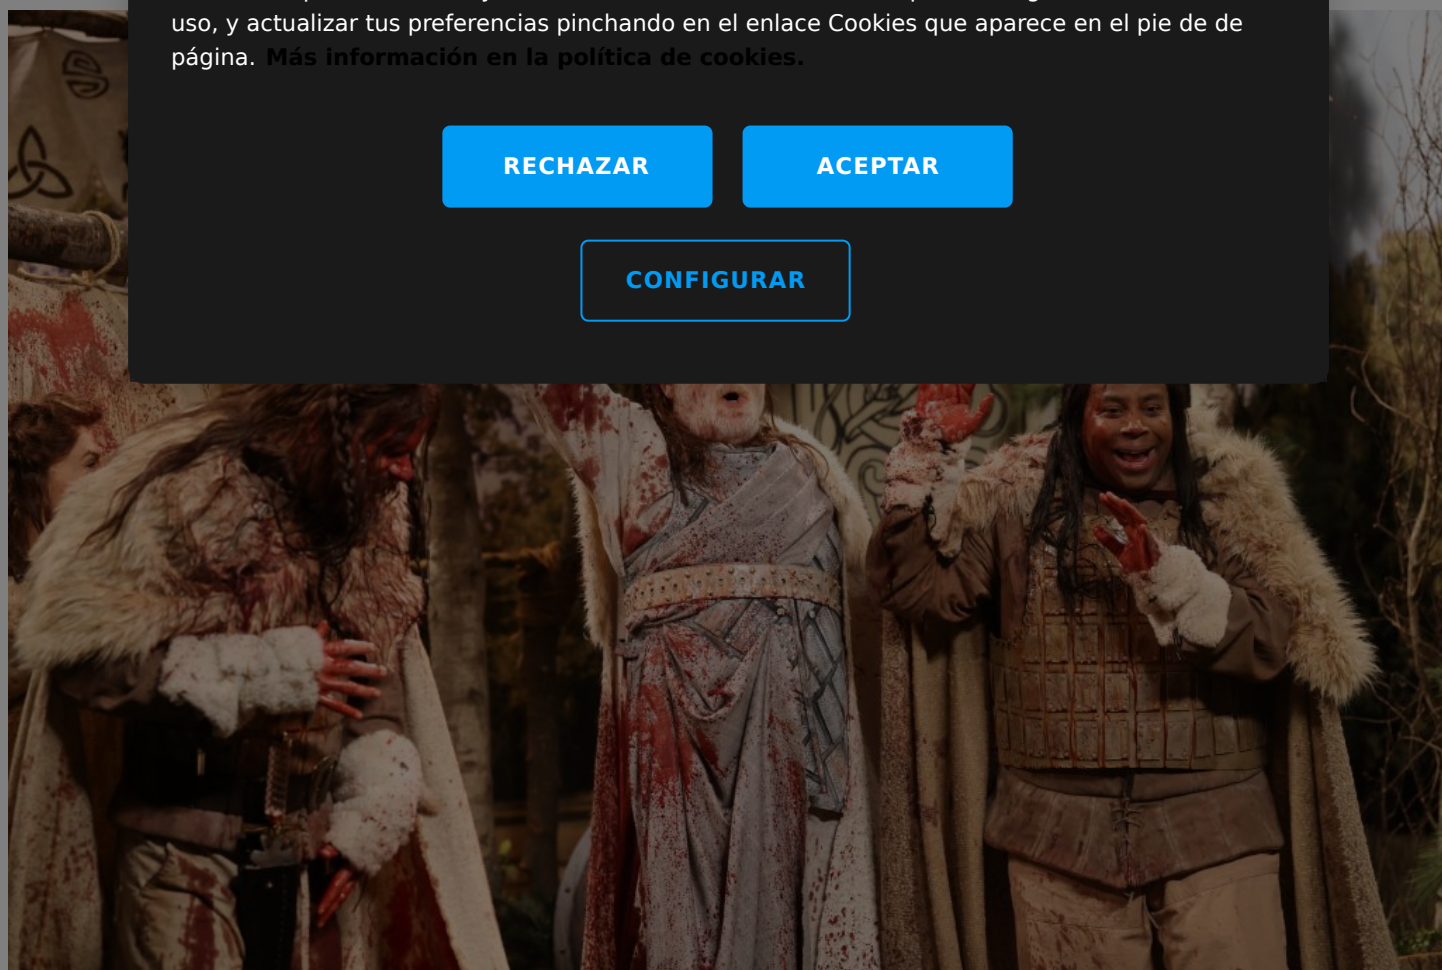 uso, y actualizar tus preferencias pinchando en el enlace Cookies que aparece en el pie de de
página. Más información en la política de cookies.
RECHAZAR ACEPTAR
CONFIGURAR